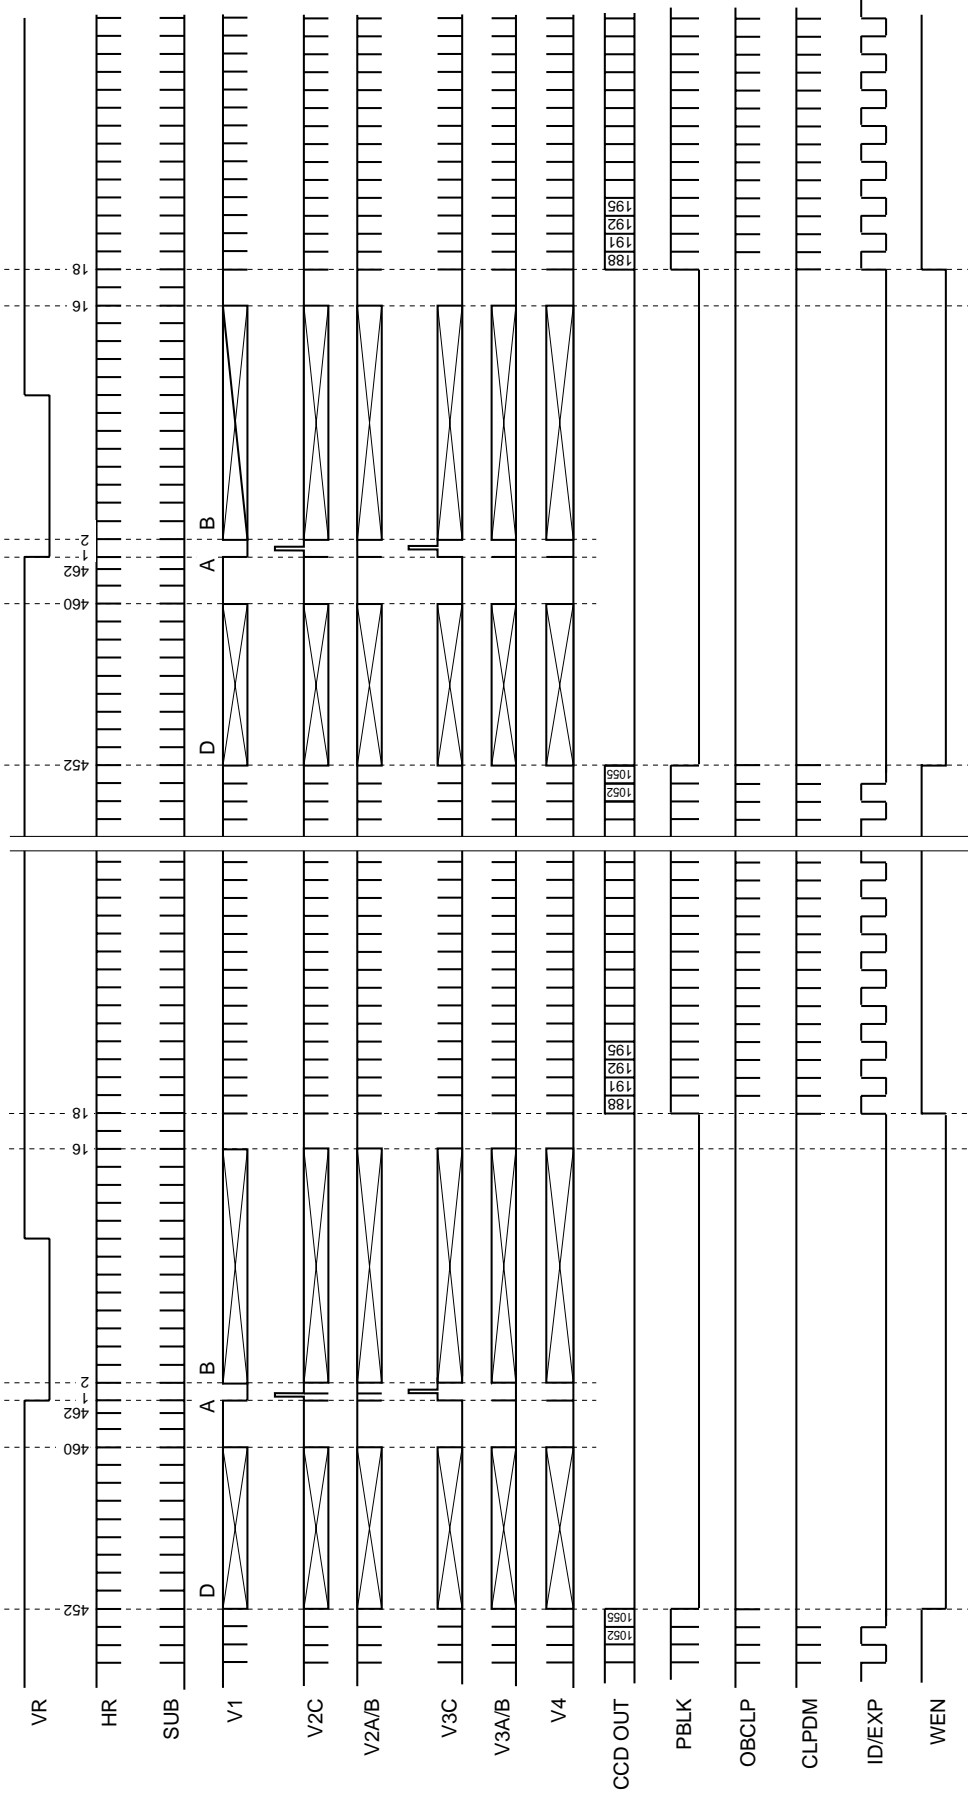 18
16
2
1
462
460
452
18
16
2
1
462
460
452
B
A
D
B
A
D
195
192
191
188
1055
1052
195
192
191
188
1055
1052
VR
HR
SUB
V1
V2C
V2A/B
V3C
V3A/B
V4
CCD OUT
PBLK
OBCLP
CLPDM
ID/EXP
WEN